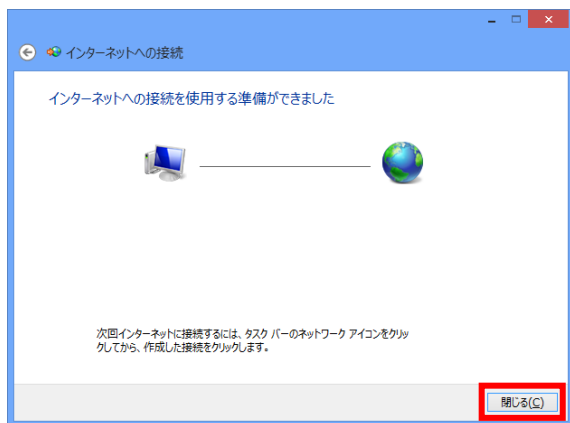 インターネットへの接続
インターネットへの接続を使用する準備ができました
次回インターネットに接続するには、タスク バーのネットワーク アイコンをクリッ
クしてから、作成した接続をクリックします。
閉じる(C)